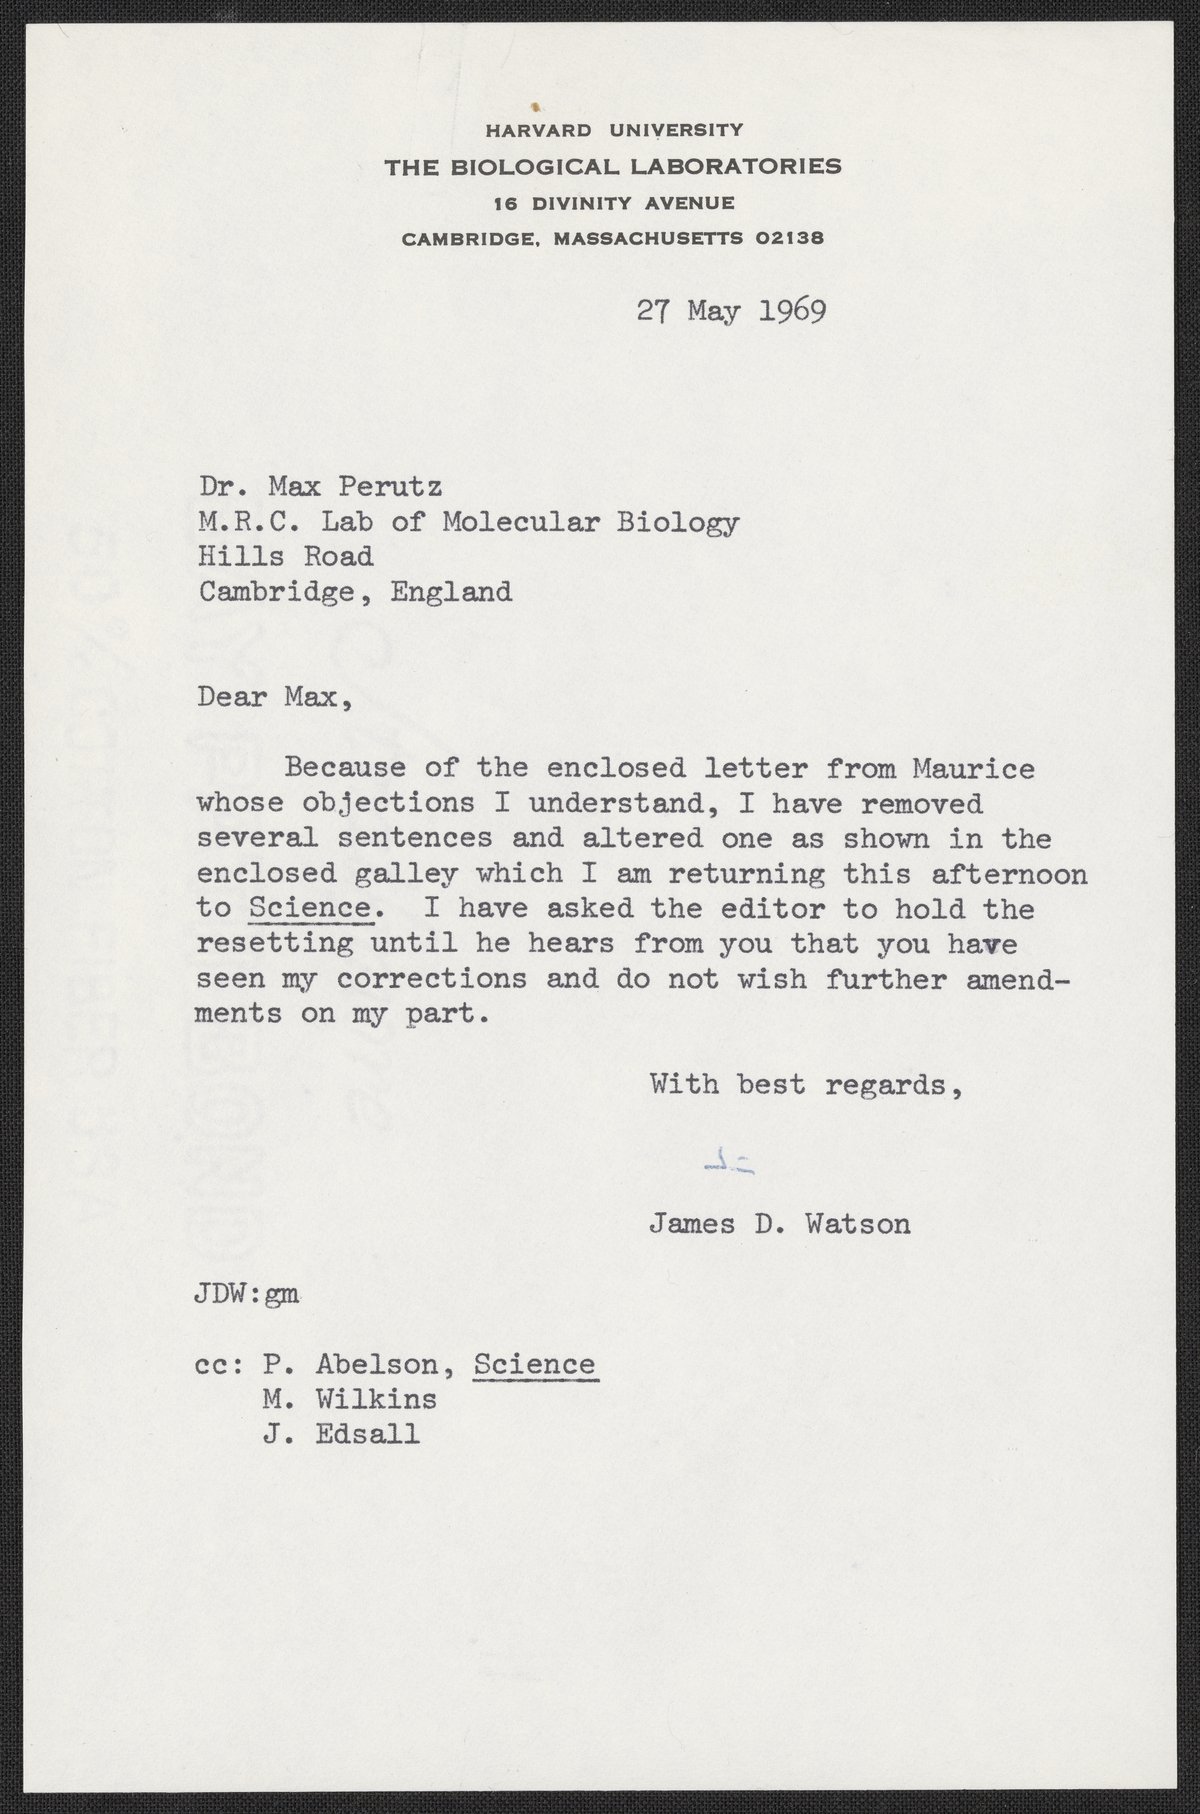 HARVARD UNIVERSITY
THE BIOLOGICAL LABORATORIES
16 DIVINITY AVENUE
CAMBRIDGE, MASSACHUSETTS 02138
27 May 1969
Dr. Max Perutz
M.R.C. Lab of Molecular Biology
Hills Road
Cambridge, England
Dear Max,
Because of the enclosed letter from Maurice
whose objections I understand, I have removed
several sentences and altered one as shown in the
enclosed galley which I am returning this afternoon
to Science. I have asked the editor to hold the
resetting until he hears from you that you have
seen my corrections and do not wish further amend-
ments on my part.
With best regards,
James D. Watson
JDW:gm
cc: P. Abelson, Science
M. Wilkins
J. Edsall